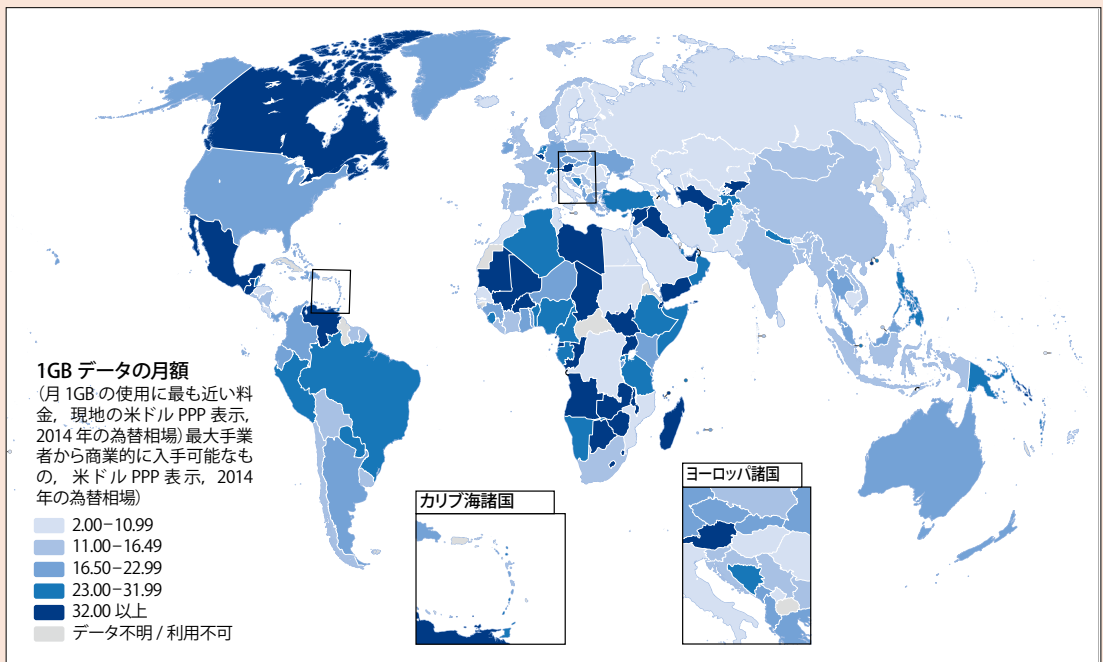 1GB データの月額
(月 1GB の使用に最も近い料
金，現地の米ドル PPP 表示，
2014 年の為替相場)最大手業
者から商業的に入手可能なも
の，米ドル PPP 表示，2014
年の為替相場)
2.00−10.99
11.00−16.49
16.50−22.99
23.00−31.99
32.00 以上
データ不明 / 利用不可
カリブ海諸国
ヨーロッパ諸国